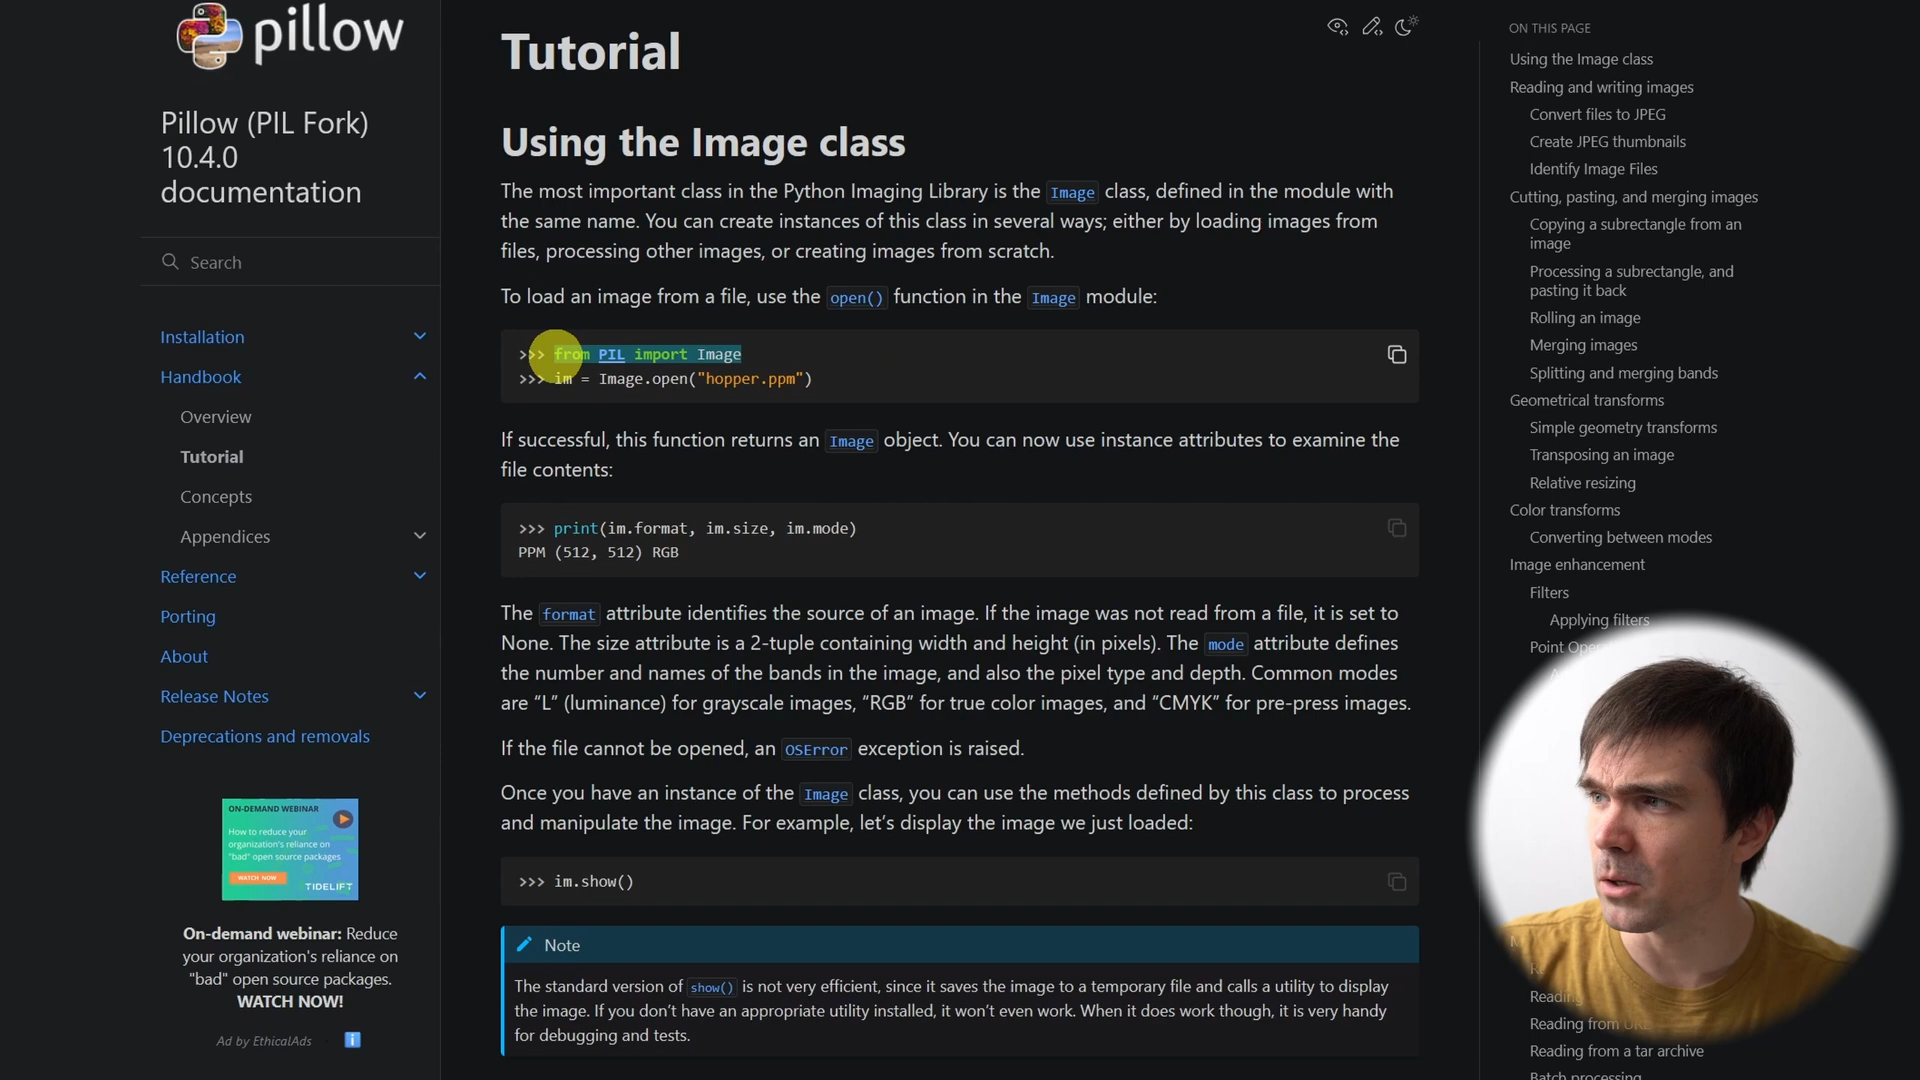 pillow
Pillow (PIL Fork)
10.4.0
documentation
Search
Installation
Handbook
Overview
Tutorial
Concepts
Appendices
Reference
Porting
About
Release Notes
Deprecations and removals
ON-DEMAND WEBINAR
How to reduce your
organization's reliance on
"bad" open source packages
WATCH NOW
TIDELIFT
On-demand webinar: Reduce
your organization's reliance on
"bad" open source packages.
WATCH NOW!
Ad by EthicalAds
Tutorial
Using the Image class
The most important class in the Python Imaging Library is the Image class, defined in the module with
the same name. You can create instances of this class in several ways; either by loading images from
files, processing other images, or creating images from scratch.
To load an image from a file, use the open() function in the Image module:
>>> from PIL import Image
>>> im = Image.open("hopper.ppm")
If successful, this function returns an Image object. You can now use instance attributes to examine the
file contents:
>>> print(im.format, im.size, im.mode)
PPM (512, 512) RGB
The format attribute identifies the source of an image. If the image was not read from a file, it is set to
None. The size attribute is a 2-tuple containing width and height (in pixels). The mode attribute defines
the number and names of the bands in the image, and also the pixel type and depth. Common modes
are “L” (luminance) for grayscale images, “RGB” for true color images, and “CMYK” for pre-press images.
If the file cannot be opened, an OSError exception is raised.
Once you have an instance of the Image class, you can use the methods defined by this class to process
and manipulate the image. For example, let’s display the image we just loaded:
>>> im.show()
Note
The standard version of show() is not very efficient, since it saves the image to a temporary file and calls a utility to display
the image. If you don’t have an appropriate utility installed, it won’t even work. When it does work though, it is very handy
for debugging and tests.
ON THIS PAGE
Using the Image class
Reading and writing images
Convert files to JPEG
Create JPEG thumbnails
Identify Image Files
Cutting, pasting, and merging images
Copying a subrectangle from an
image
Processing a subrectangle, and
pasting it back
Rolling an image
Merging images
Splitting and merging bands
Geometrical transforms
Simple geometry transforms
Transposing an image
Relative resizing
Color transforms
Converting between modes
Image enhancement
Filters
Applying filters
Point
Reading
Reading from
Reading from a tar archive
Batch processing